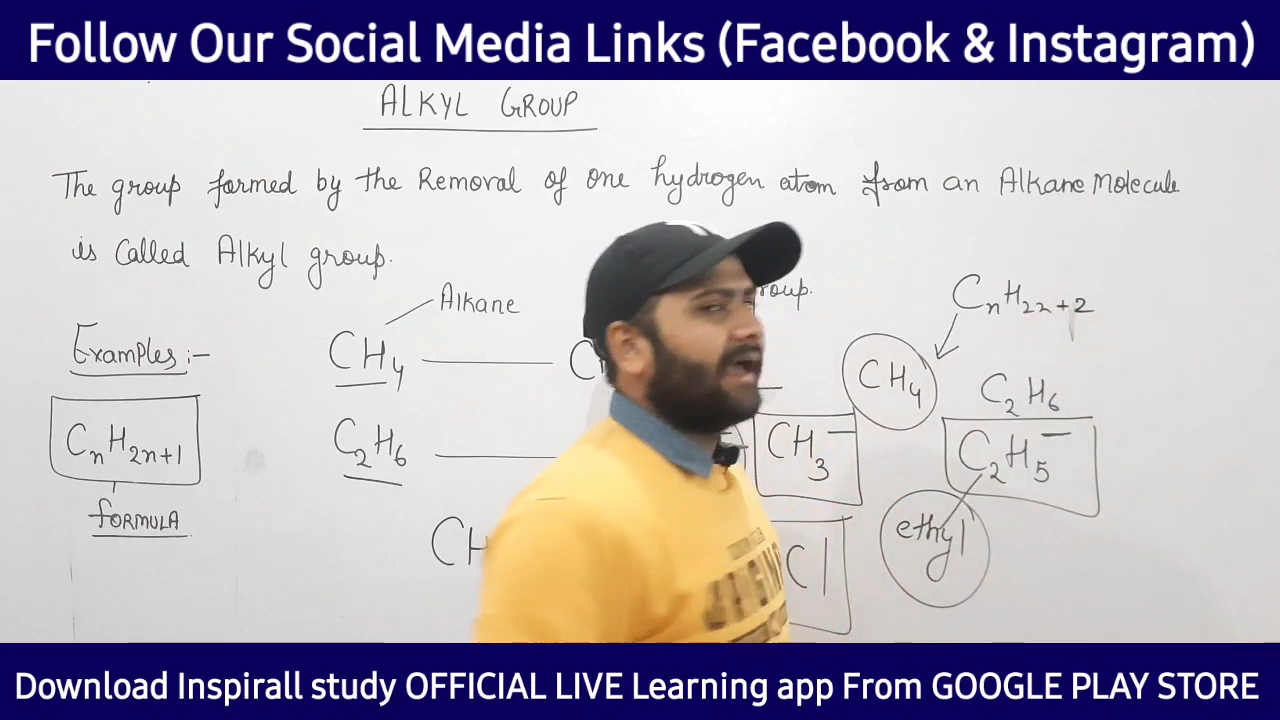 Follow Our Social Media Links (Facebook & Instagram)
ALKYL GROUP
The group formed by the Removal of one hydrogen atom from an Alkane Molecule
is Called Alkyl group.
Alkane
CnH2n+2
Examples :-
CH4
CH4
C2H6
CnH2n+1
C2H6
CH3-
C2H5-
FORMULA
CH
Cl
ethyl
Download Inspirall study OFFICIAL LIVE Learning app From GOOGLE PLAY STORE